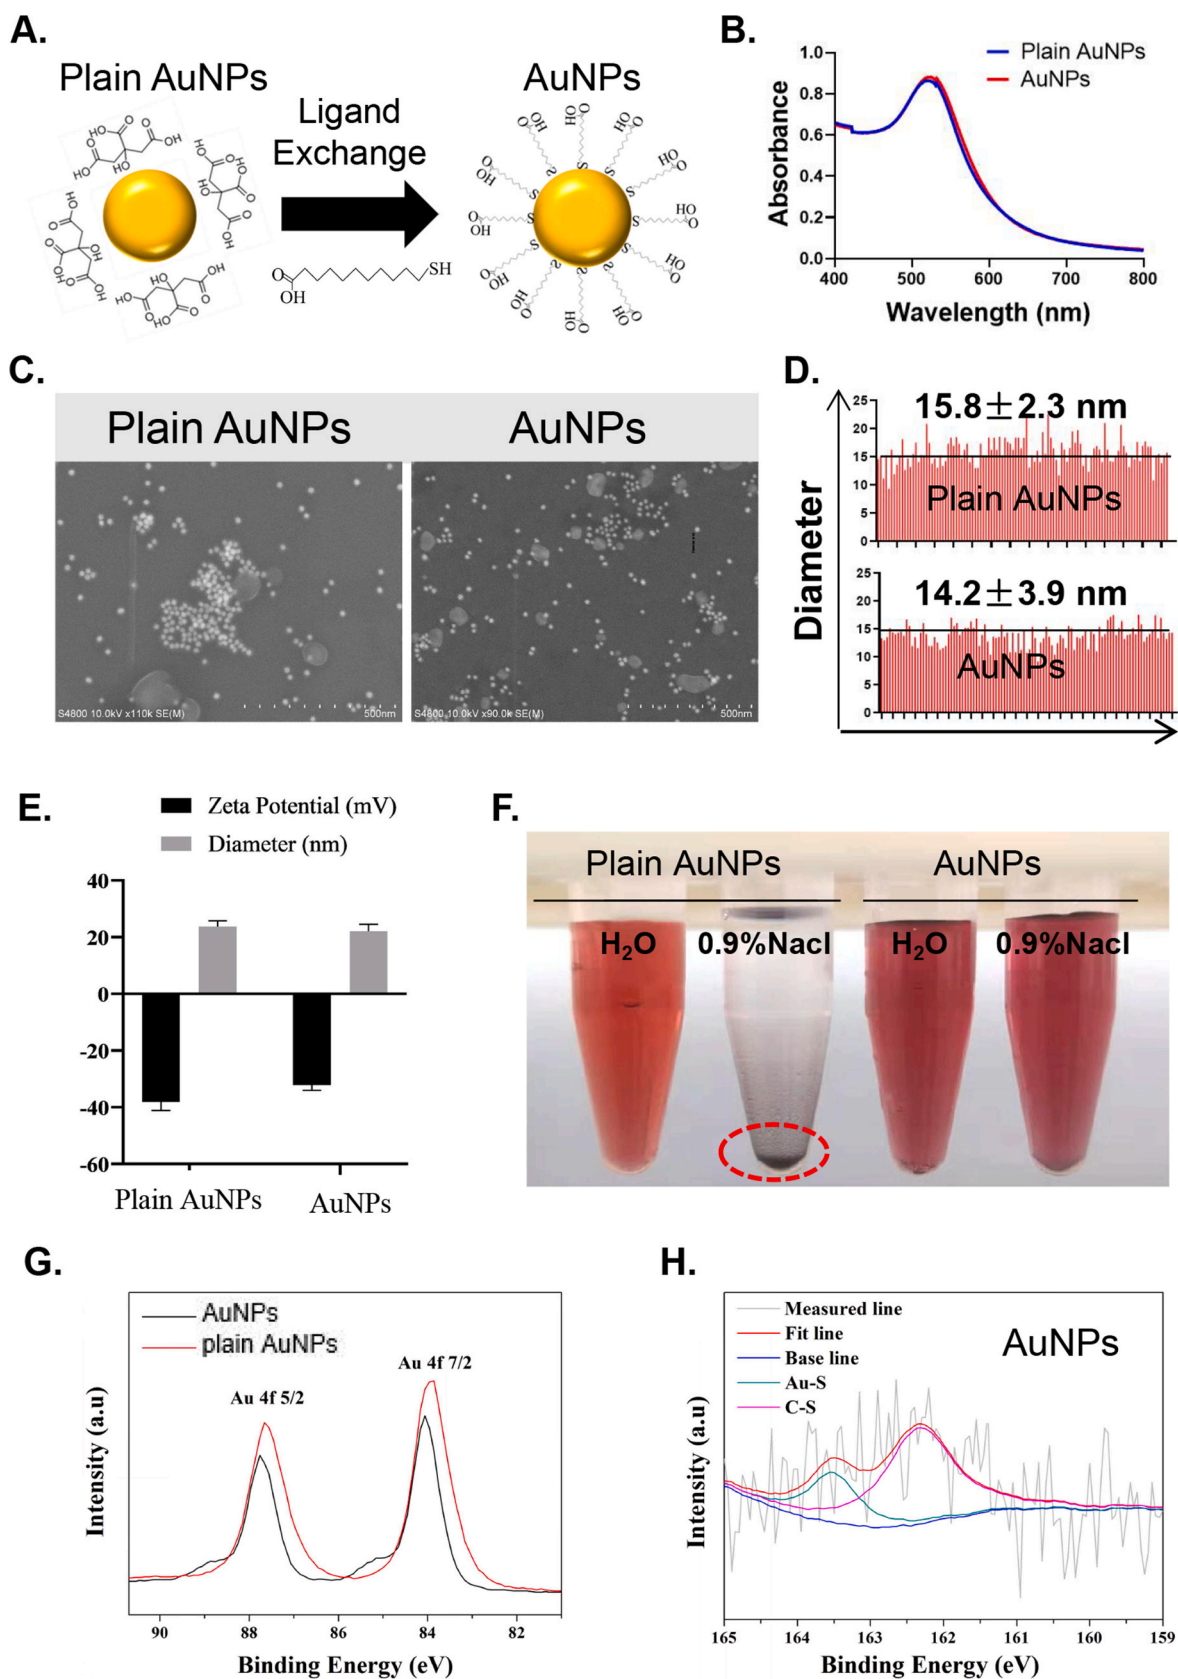 A.
Plain AuNPs
Ligand
Exchange
AuNPs
SH
O
OH
B.
Plain AuNPs
AuNPs
Absorbance
1.0
0.8
0.6
0.4
0.2
0.0
400 500 600 700 800
Wavelength (nm)
C.
Plain AuNPs
AuNPs
S4800 10.0kV x110k SE(M) 500nm
S4800 10.0kV x90.0k SE(M) 500nm
D.
Diameter
25
20
15
10
5
0
15.8±2.3 nm
Plain AuNPs
25
20
15
10
5
0
14.2±3.9 nm
AuNPs
E.
Zeta Potential (mV)
Diameter (nm)
40
20
0
-20
-40
-60
Plain AuNPs AuNPs
F.
Plain AuNPs AuNPs
H₂O 0.9%Nacl H₂O 0.9%Nacl
G.
AuNPs
plain AuNPs
Au 4f 5/2
Au 4f 7/2
Intensity (a.u)
90 88 86 84 82
Binding Energy (eV)
H.
Measured line
Fit line
Base line
Au-S
C-S
AuNPs
Intensity (a.u)
165 164 163 162 161 160 159
Binding Energy (eV)